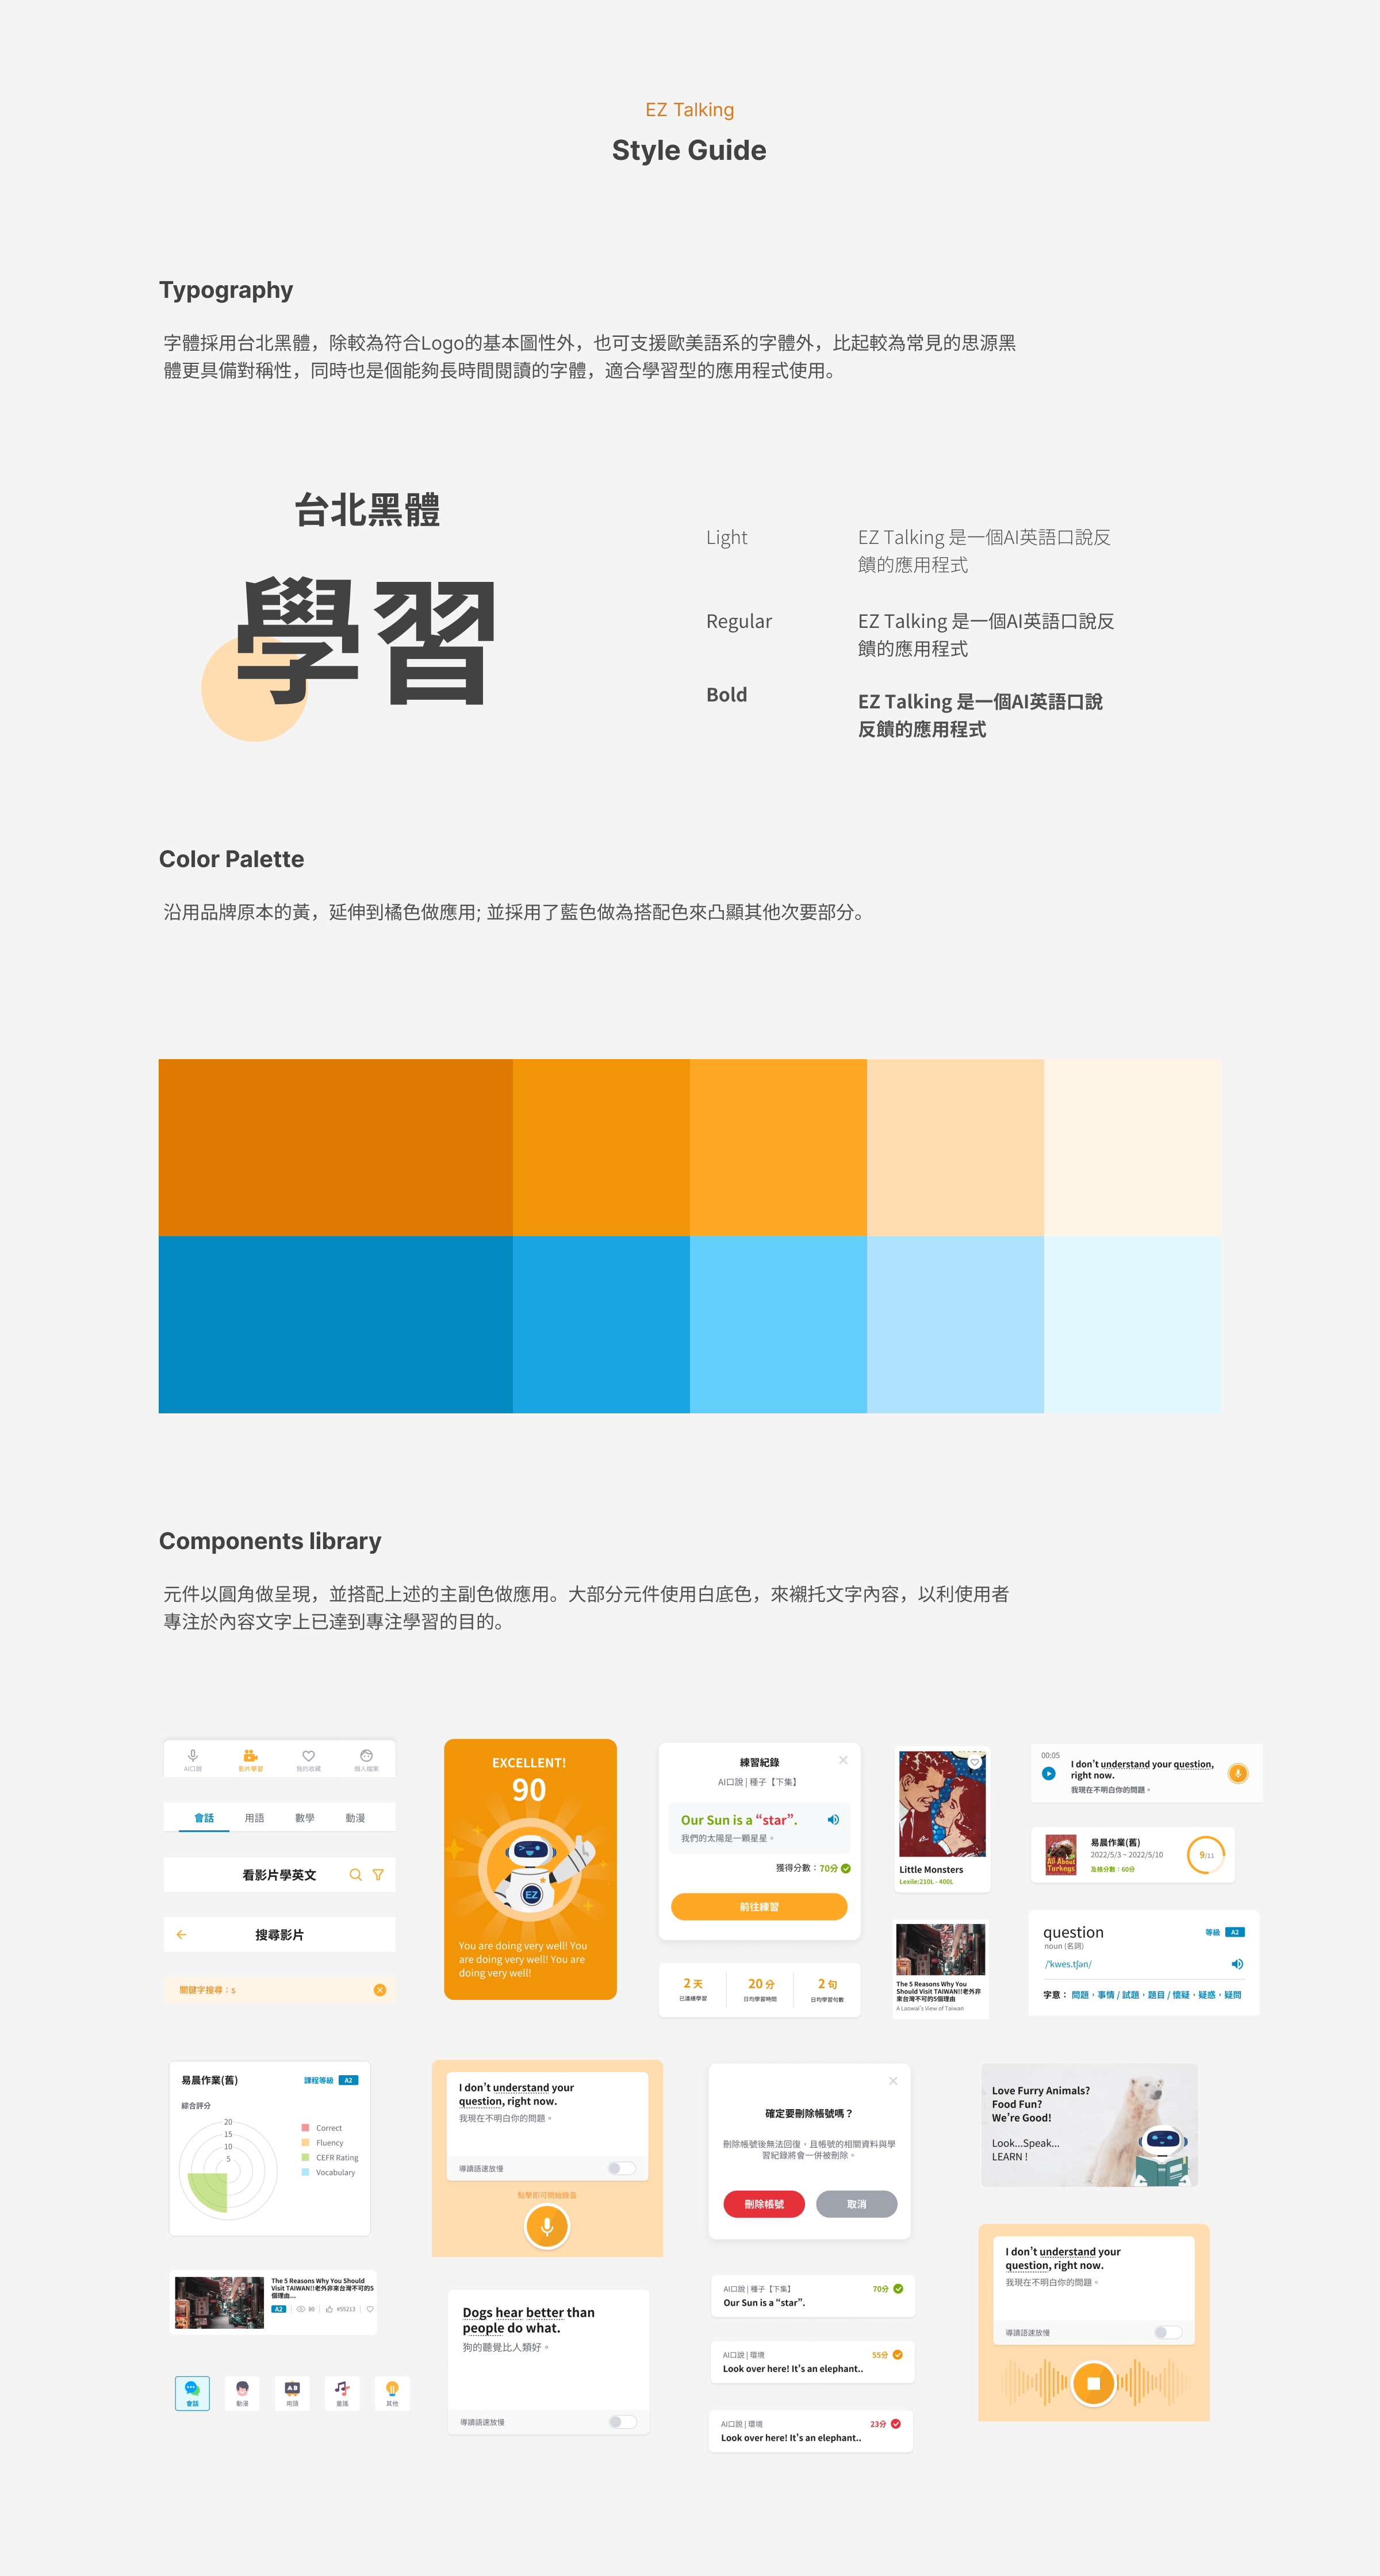 EZ Talking
Style Guide
Typography
字體採用台北黑體，除較為符合Logo的基本圖性外，也可支援歐美語系的字體外，比起較為常見的思源黑
體更具備對稱性，同時也是個能夠長時間閱讀的字體，適合學習型的應用程式使用。
台北黑體
學習
Light
EZ Talking 是一個AI英語口說反
饋的應用程式
Regular
EZ Talking 是一個AI英語口說反
饋的應用程式
Bold
EZ Talking 是一個AI英語口說
反饋的應用程式
Color Palette
沿用品牌原本的黃，延伸到橘色做應用; 並採用了藍色做為搭配色來凸顯其他次要部分。
Components library
元件以圓角做呈現，並搭配上述的主副色做應用。大部分元件使用白底色，來襯托文字內容，以利使用者
專注於內容文字上已達到專注學習的目的。
AI口說 影片學習 我的收藏 個人檔案
會話 用語 數學 動漫
看影片學英文
搜尋影片
關鍵字搜尋：s
EXCELLENT!
90
EZ
You are doing very well! You
are doing very well! You are
doing very well!
練習紀錄
AI口說 | 種子【下集】
Our Sun is a “star”.
我們的太陽是一顆星星。
獲得分數：70分
前往練習
2 天 20 分 2 句
已連續學習 日均學習時間 日均學習句數
Little Monsters
Lexile:210L - 400L
The 5 Reasons Why You
Should Visit TAIWAN!!老外非
來台灣不可的5個理由
A Laowai’s View of Taiwan
00:05
I don’t understand your question,
right now.
我現在不明白你的問題。
All About
Turkeys
易晨作業(舊)
2022/5/3 ~ 2022/5/10
及格分數：60分
9/11
question
noun (名詞)
等級 A2
/ˈkwes.tʃən/
字意： 問題，事情 / 試題，題目 / 懷疑，疑惑，疑問
易晨作業(舊)
課程等級 A2
綜合評分
20
15
10
5
Correct
Fluency
CEFR Rating
Vocabulary
I don’t understand your
question, right now.
我現在不明白你的問題。
導讀語速放慢
點擊即可開始錄音
確定要刪除帳號嗎？
刪除帳號後無法回復，且帳號的相關資料與學
習紀錄將會一併被刪除。
刪除帳號 取消
Love Furry Animals?
Food Fun?
We’re Good!
Look...Speak...
LEARN !
The 5 Reasons Why You Should
Visit TAIWAN!!老外非來台灣不可的5
個理由...
A2 90 #55213
會話 動漫 用語 童謠 其他
Dogs hear better than
people do what.
狗的聽覺比人類好。
導讀語速放慢
AI口說 | 種子【下集】 70分
Our Sun is a “star”.
AI口說 | 環境 55分
Look over here! It’s an elephant..
AI口說 | 環境 23分
Look over here! It’s an elephant..
I don’t understand your
question, right now.
我現在不明白你的問題。
導讀語速放慢